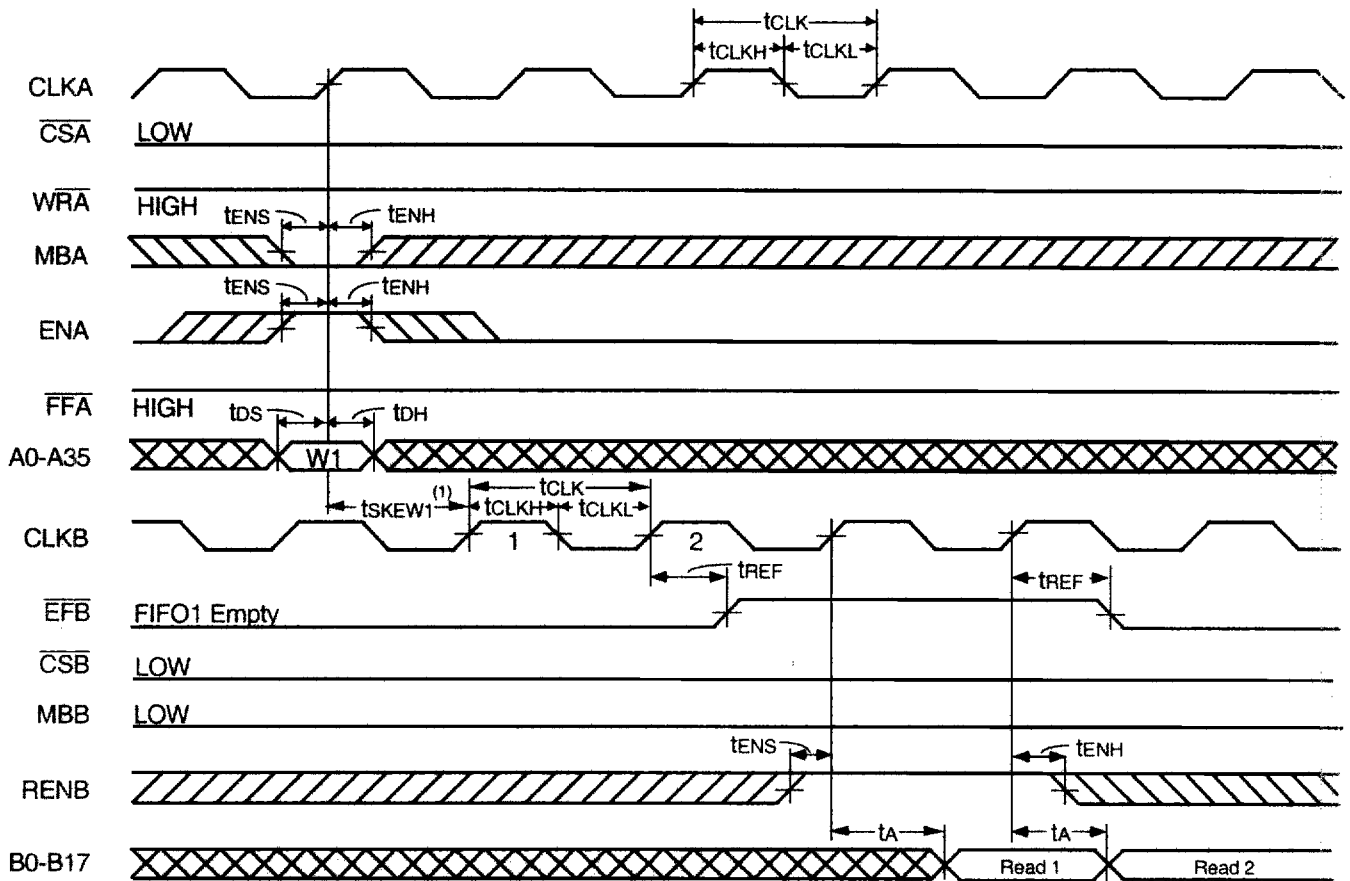 tCLK
tCLKH tCLKL
CLKA
CSA LOW
WRA HIGH
tENS tENH
MBA
tENS tENH
ENA
FFA HIGH
tDS tDH
A0-A35 W1
tSKEW1(1) tCLK
tCLKH tCLKL
CLKB 1 2
tREF tREF
EFB FIFO1 Empty
CSB LOW
MBB LOW
tENS tENH
RENB
tA tA
B0-B17 Read 1 Read 2